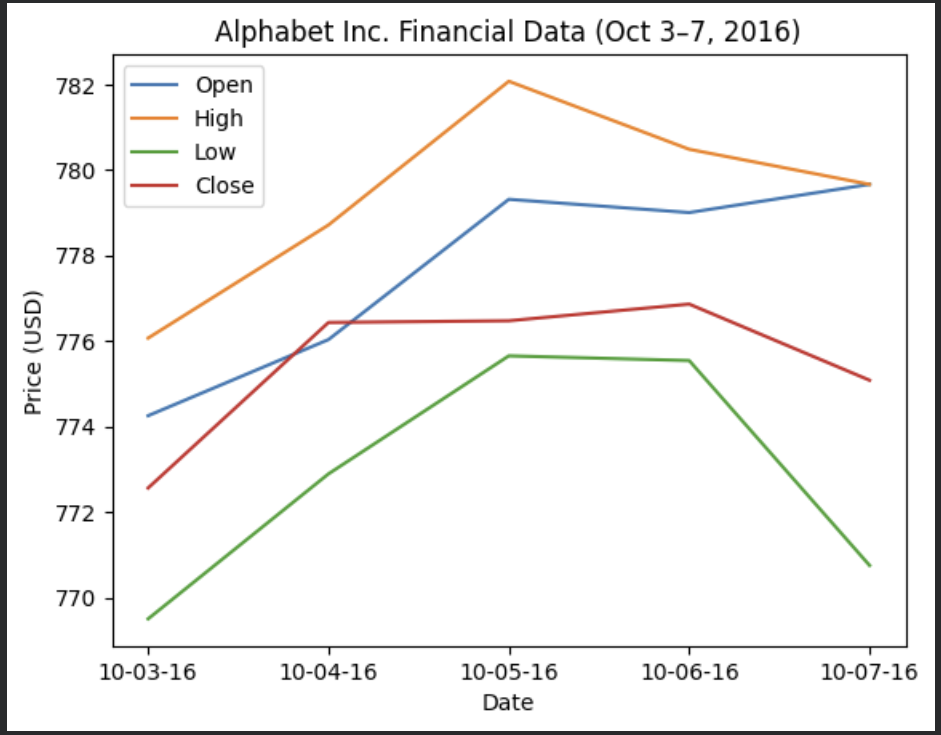 Alphabet Inc. Financial Data (Oct 3–7, 2016)
Open
High
Low
Close
782
780
778
776
774
772
770
Price (USD)
10-03-16 10-04-16 10-05-16 10-06-16 10-07-16
Date